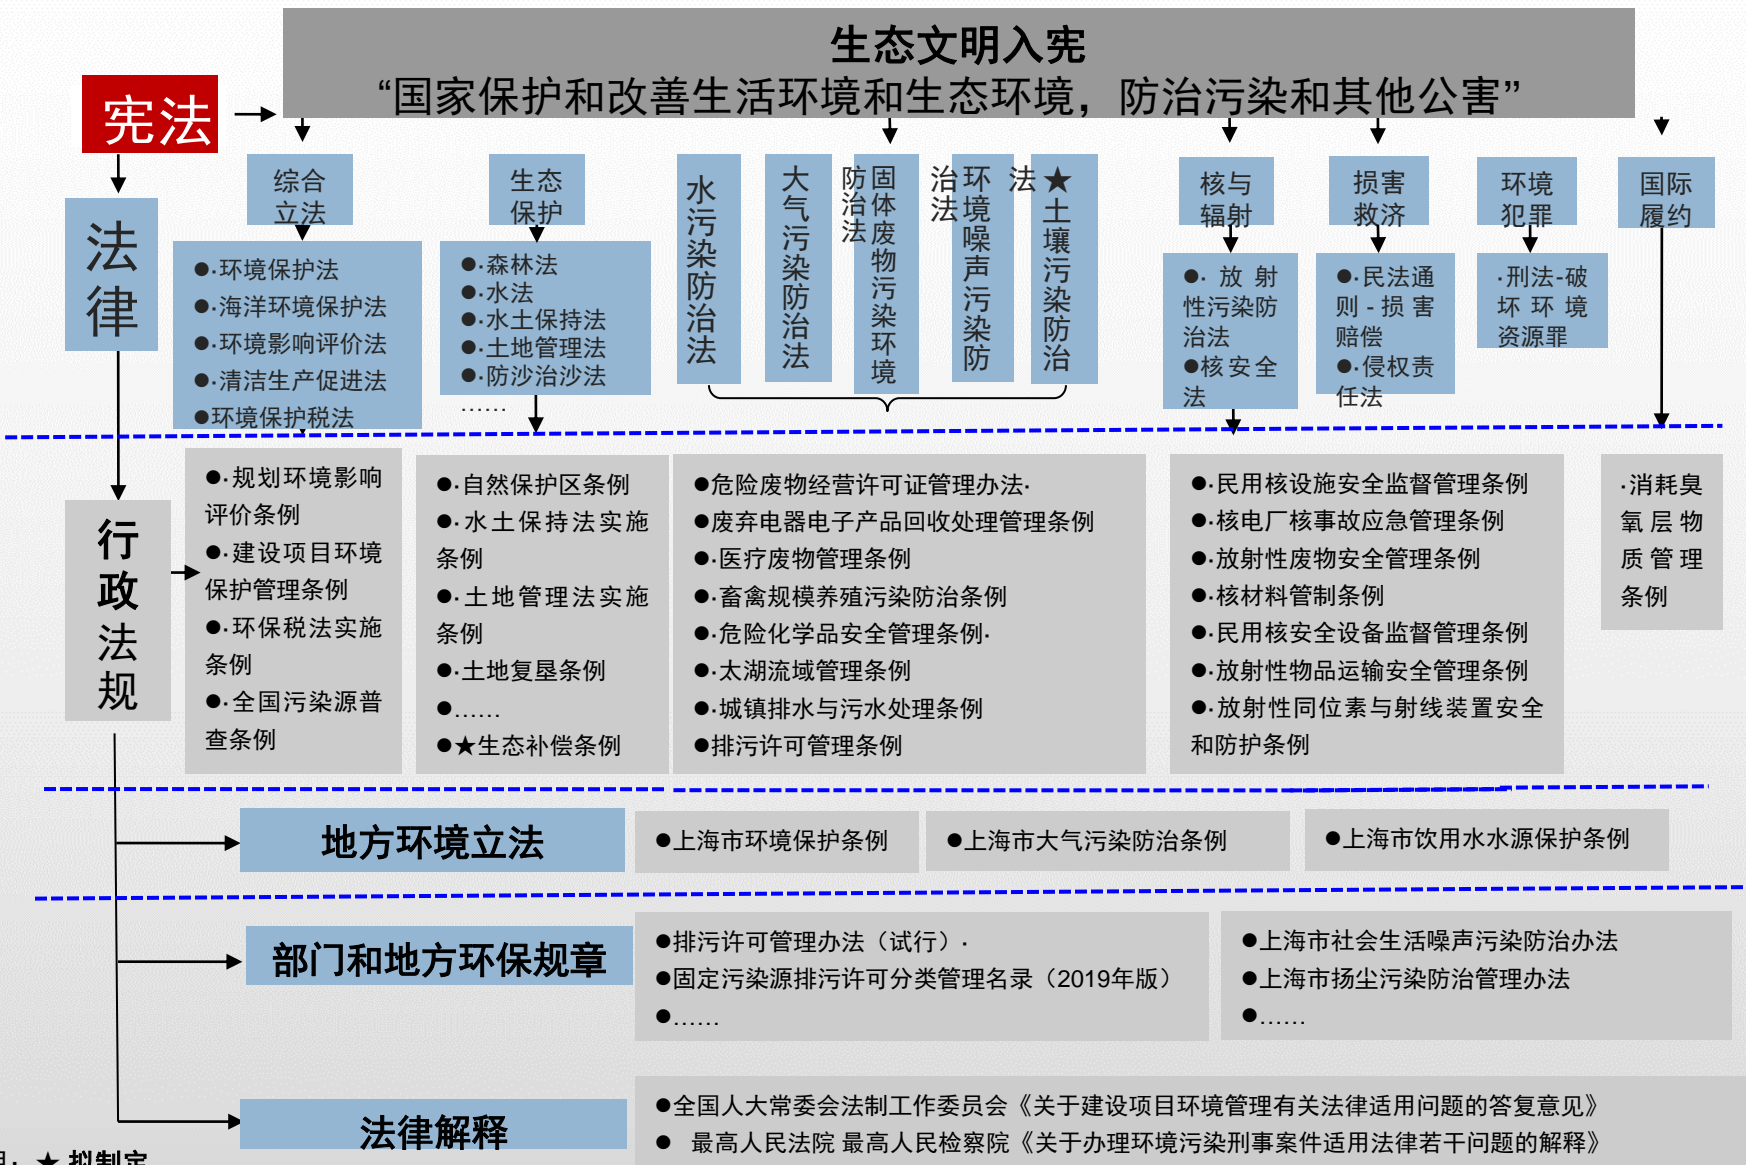 生态文明入宪
“国家保护和改善生活环境和生态环境，防治污染和其他公害”
宪法
法
律
综合
立法
●·环境保护法
●·海洋环境保护法
●·环境影响评价法
●·清洁生产促进法
●环境保护税法
生态
保护
●·森林法
●·水法
●·水土保持法
●·土地管理法
●·防沙治沙法
……
水污染防治法
大气污染防治法
固体废物污染环境
防治法
环境噪声污染防
治法
★土壤污染防治
法
核与
辐射
●·放射
性污染防
治法
●核安全
法
损害
救济
●·民法通
则-损害
赔偿
●·侵权责
任法
环境
犯罪
·刑法-破
坏环境
资源罪
国际
履约
行
政
法
规
●·规划环境影响
评价条例
●·建设项目环境
保护管理条例
●·环保税法实施
条例
●·全国污染源普
查条例
●·自然保护区条例
●·水土保持法实施
条例
●·土地管理法实施
条例
●·土地复垦条例
●……
●★生态补偿条例
●危险废物经营许可证管理办法·
●废弃电器电子产品回收处理管理条例
●·医疗废物管理条例
●·畜禽规模养殖污染防治条例
●·危险化学品安全管理条例·
●·太湖流域管理条例
●·城镇排水与污水处理条例
●排污许可管理条例
●·民用核设施安全监督管理条例
●·核电厂核事故应急管理条例
●·放射性废物安全管理条例
●·核材料管制条例
●·民用核安全设备监督管理条例
●·放射性物品运输安全管理条例
●·放射性同位素与射线装置安全
和防护条例
·消耗臭
氧层物
质管理
条例
地方环境立法
●上海市环境保护条例
●上海市大气污染防治条例
●上海市饮用水水源保护条例
部门和地方环保规章
●排污许可管理办法（试行）·
●固定污染源排污许可分类管理名录（2019年版）
●……
●上海市社会生活噪声污染防治办法
●上海市扬尘污染防治管理办法
●……
法律解释
●全国人大常委会法制工作委员会《关于建设项目环境管理有关法律适用问题的答复意见》
● 最高人民法院 最高人民检察院《关于办理环境污染刑事案件适用法律若干问题的解释》
★ 拟制定